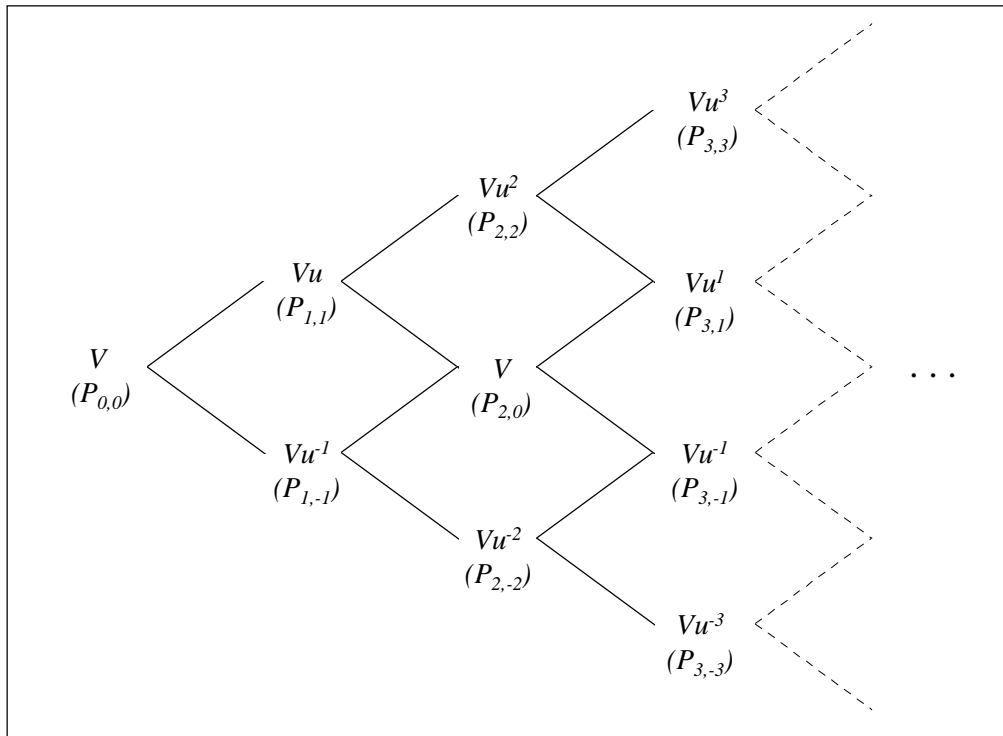 Vu³
(P₃,₃)
Vu²
(P₂,₂)
Vu
(P₁,₁)
Vu¹
(P₃,₁)
V
(P₀,₀)
V
(P₂,₀)
. . .
Vu⁻¹
(P₁,₋₁)
Vu⁻¹
(P₃,₋₁)
Vu⁻²
(P₂,₋₂)
Vu⁻³
(P₃,₋₃)